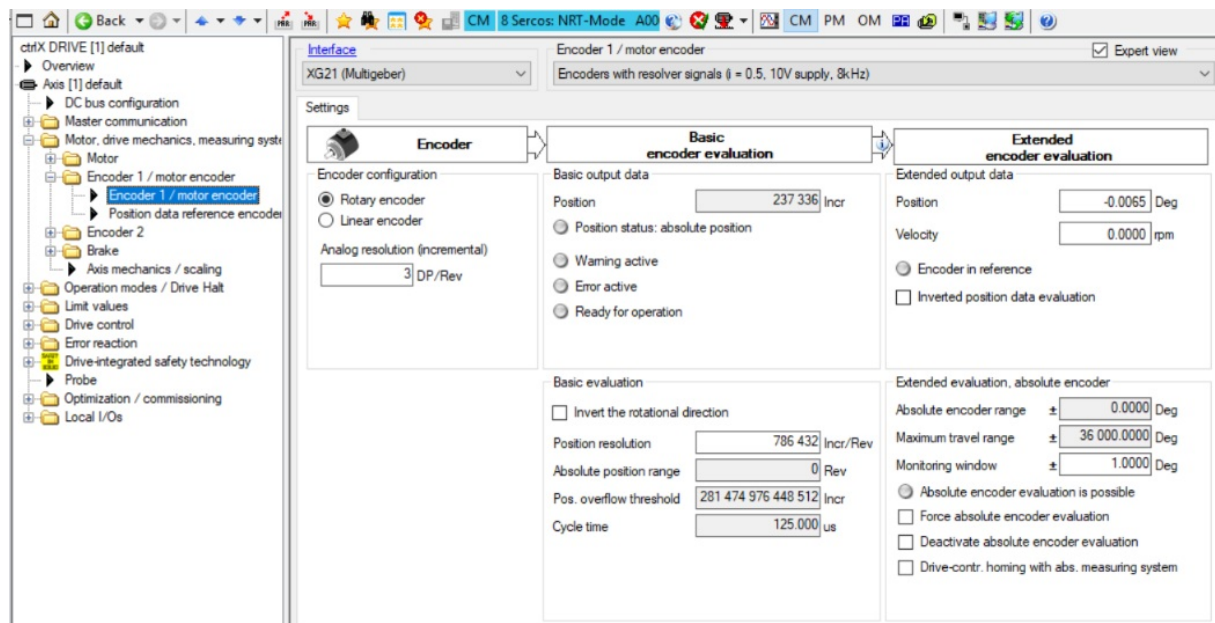 Back
PAR
PAR
CM
8 Sercos: NRT-Mode A00
CM PM OM
ctrlX DRIVE [1] default
Overview
Axis [1] default
DC bus configuration
Master communication
Motor, drive mechanics, measuring syste
Motor
Encoder 1 / motor encoder
Encoder 1 / motor encoder
Position data reference encoder
Encoder 2
Brake
Axis mechanics / scaling
Operation modes / Drive Halt
Limit values
Drive control
Error reaction
Drive-integrated safety technology
Probe
Optimization / commissioning
Local I/Os
Interface
XG21 (Multigeber)
Encoder 1 / motor encoder
Expert view
Encoders with resolver signals (i = 0.5, 10V supply, 8kHz)
Settings
Encoder
Basic
encoder evaluation
Extended
encoder evaluation
Encoder configuration
Rotary encoder
Linear encoder
Analog resolution (incremental)
3 DP/Rev
Basic output data
Position 237 336 Incr
Position status: absolute position
Warning active
Error active
Ready for operation
Extended output data
Position -0.0065 Deg
Velocity 0.0000 rpm
Encoder in reference
Inverted position data evaluation
Basic evaluation
Invert the rotational direction
Position resolution 786 432 Incr/Rev
Absolute position range 0 Rev
Pos. overflow threshold 281 474 976 448 512 Incr
Cycle time 125.000 us
Extended evaluation, absolute encoder
Absolute encoder range ± 0.0000 Deg
Maximum travel range ± 36 000.0000 Deg
Monitoring window ± 1.0000 Deg
Absolute encoder evaluation is possible
Force absolute encoder evaluation
Deactivate absolute encoder evaluation
Drive-contr. homing with abs. measuring system